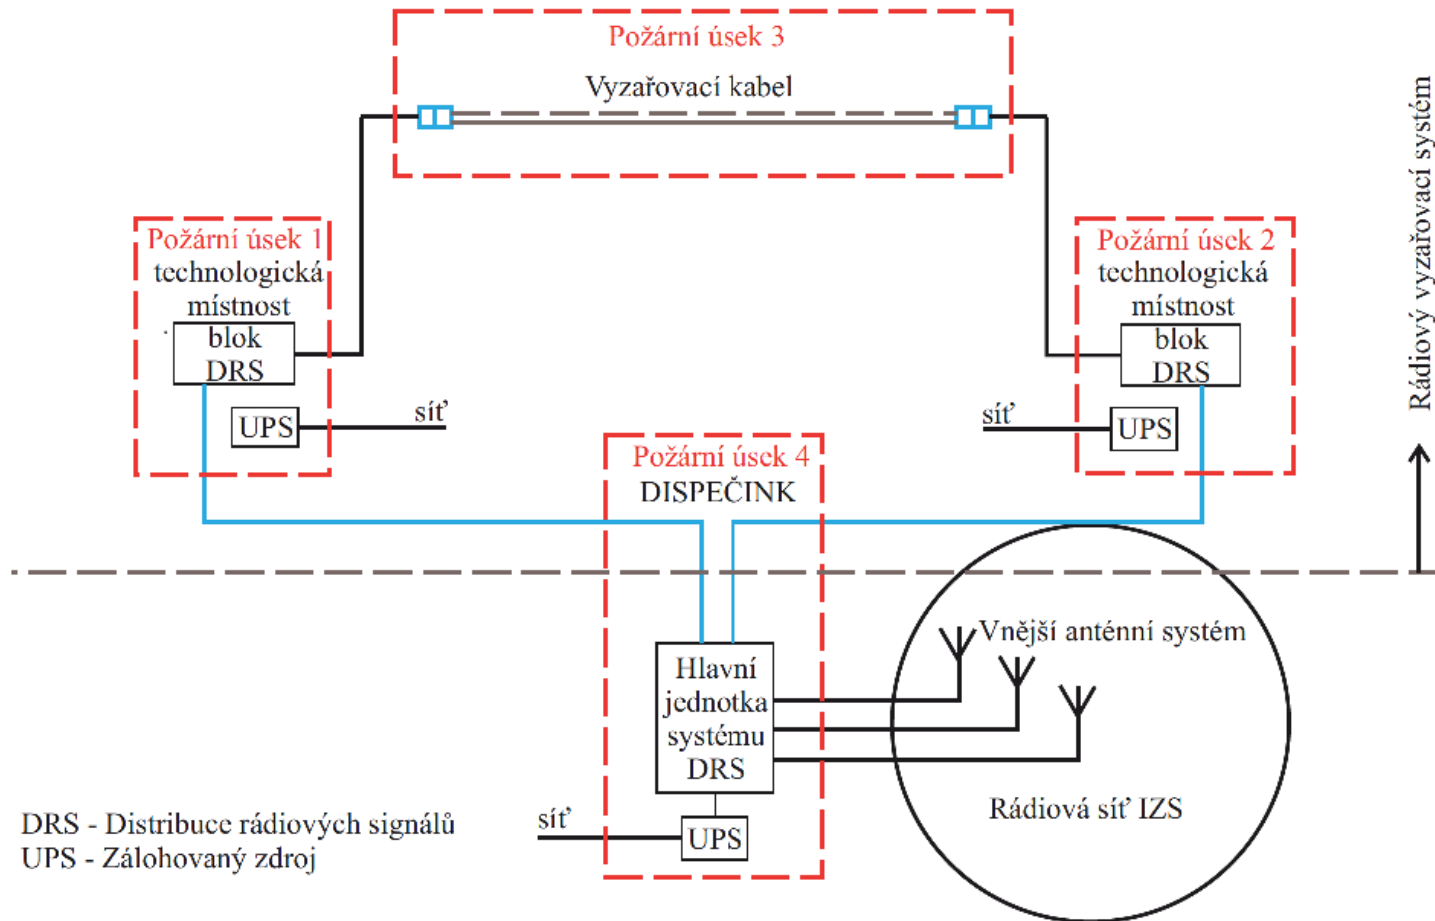 Požární úsek 3
Vyzařovací kabel
Rádiový vyzařovací systém
Požární úsek 1
technologická
místnost
blok
DRS
UPS
síť
Požární úsek 2
technologická
místnost
blok
DRS
síť
UPS
Požární úsek 4
DISPEČINK
Hlavní
jednotka
systému
DRS
síť
UPS
Vnější anténní systém
Rádiová síť IZS
DRS - Distribuce rádiových signálů
UPS - Zálohovaný zdroj